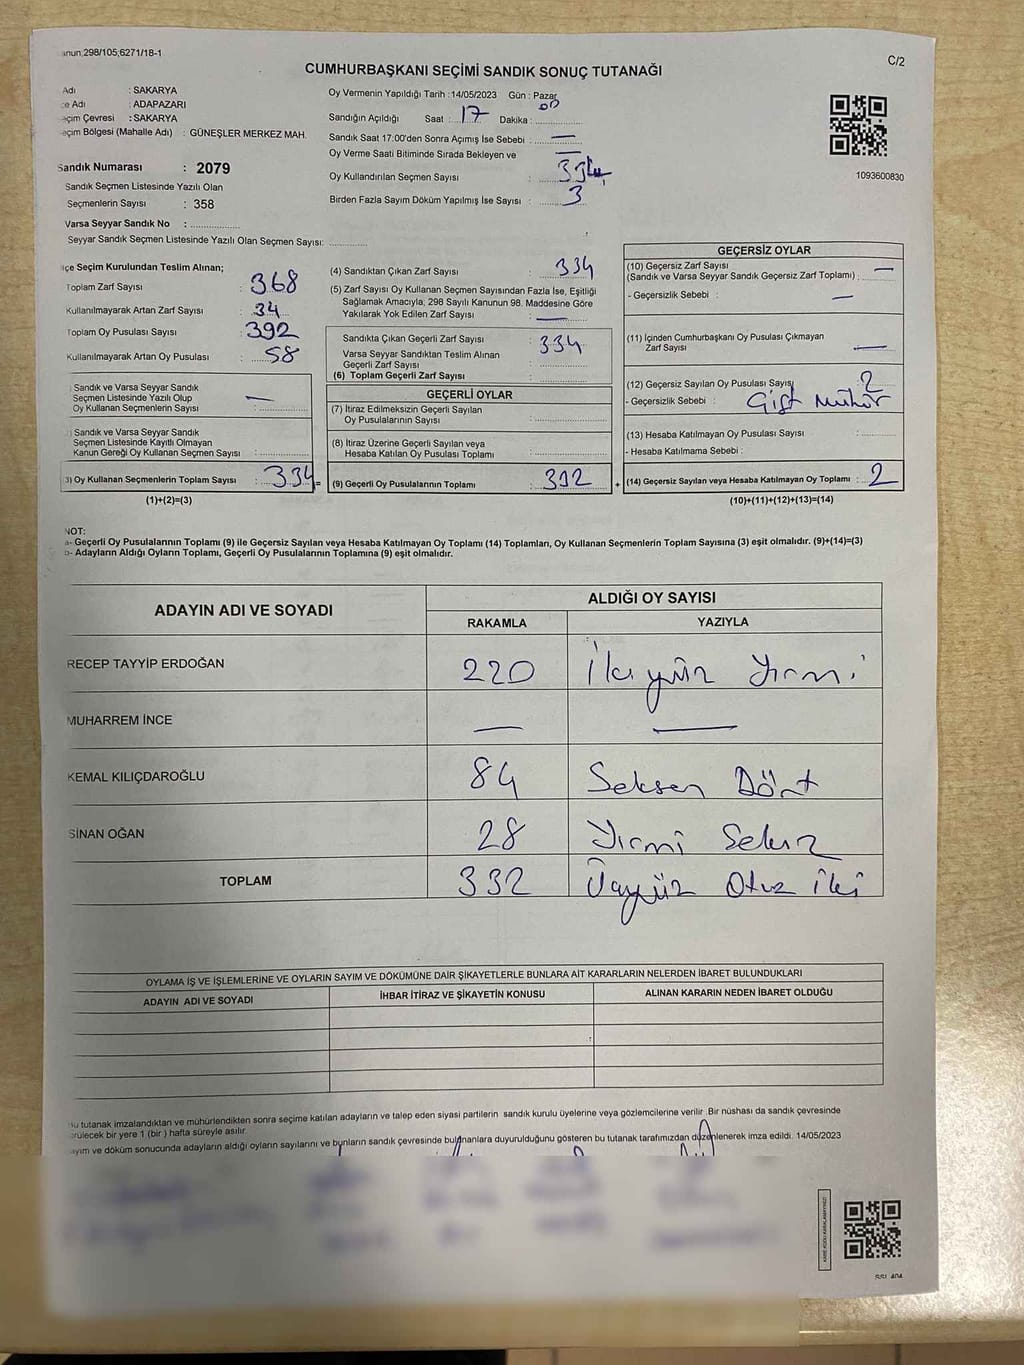 anun;298/105;6271/18-1
C/2
CUMHURBAŞKANI SEÇİMİ SANDIK SONUÇ TUTANAĞI
Adı : SAKARYA
çe Adı : ADAPAZARI
eçim Çevresi : SAKARYA
eçim Bölgesi (Mahalle Adı) : GÜNEŞLER MERKEZ MAH.
Sandık Numarası : 2079
Sandık Seçmen Listesinde Yazılı Olan
Seçmenlerin Sayısı : 358
Varsa Seyyar Sandık No :
Seyyar Sandık Seçmen Listesinde Yazılı Olan Seçmen Sayısı:
Oy Vermenin Yapıldığı Tarih :14/05/2023 Gün : Pazar
Sandığın Açıldığı Saat : 17 Dakika : 00
Sandık Saat 17:00'den Sonra Açımış İse Sebebi : —
Oy Verme Saati Bitiminde Sırada Bekleyen ve —
Oy Kullandırılan Seçmen Sayısı : 334
Birden Fazla Sayım Döküm Yapılmış İse Sayısı : 3
1093600830
lçe Seçim Kurulundan Teslim Alınan;
Toplam Zarf Sayısı : 368
Kullanılmayarak Artan Zarf Sayısı : 34
Toplam Oy Pusulası Sayısı : 392
Kullanılmayarak Artan Oy Pusulası : 58
) Sandık ve Varsa Seyyar Sandık
Seçmen Listesinde Yazılı Olup
Oy Kullanan Seçmenlerin Sayısı : —
) Sandık ve Varsa Seyyar Sandık
Seçmen Listesinde Kayıtlı Olmayan
Kanun Gereği Oy Kullanan Seçmen Sayısı :
3) Oy Kullanan Seçmenlerin Toplam Sayısı : 334 =
(1)+(2)=(3)
(4) Sandıktan Çıkan Zarf Sayısı : 334
(5) Zarf Sayısı Oy Kullanan Seçmen Sayısından Fazla İse, Eşitliği
Sağlamak Amacıyla, 298 Sayılı Kanunun 98. Maddesine Göre
Yakılarak Yok Edilen Zarf Sayısı : —
Sandıkta Çıkan Geçerli Zarf Sayısı : 334
Varsa Seyyar Sandıktan Teslim Alınan
Geçerli Zarf Sayısı :
(6) Toplam Geçerli Zarf Sayısı :
GEÇERLİ OYLAR
(7) İtiraz Edilmeksizin Geçerli Sayılan
Oy Pusulalarının Sayısı :
(8) İtiraz Üzerine Geçerli Sayılan veya
Hesaba Katılan Oy Pusulası Toplamı :
(9) Geçerli Oy Pusulalarının Toplamı : 332 +
GEÇERSİZ OYLAR
(10) Geçersiz Zarf Sayısı
(Sandık ve Varsa Seyyar Sandık Geçersiz Zarf Toplamı) : —
- Geçersizlik Sebebi : —
(11) İçinden Cumhurbaşkanı Oy Pusulası Çıkmayan
Zarf Sayısı : —
(12) Geçersiz Sayılan Oy Pusulası Sayısı : 2
- Geçersizlik Sebebi : Çift Mühür
(13) Hesaba Katılmayan Oy Pusulası Sayısı :
- Hesaba Katılmama Sebebi :
(14) Geçersiz Sayılan veya Hesaba Katılmayan Oy Toplamı : 2
(10)+(11)+(12)+(13)=(14)
NOT:
a- Geçerli Oy Pusulalarının Toplamı (9) ile Geçersiz Sayılan veya Hesaba Katılmayan Oy Toplamı (14) Toplamları, Oy Kullanan Seçmenlerin Toplam Sayısına (3) eşit olmalıdır. (9)+(14)=(3)
b- Adayların Aldığı Oyların Toplamı, Geçerli Oy Pusulalarının Toplamına (9) eşit olmalıdır.
ADAYIN ADI VE SOYADI
ALDIĞI OY SAYISI
RAKAMLA YAZIYLA
RECEP TAYYİP ERDOĞAN 220 İkiyüz Yirmi
MUHARREM İNCE — —
KEMAL KILIÇDAROĞLU 84 Seksen Dört
SİNAN OĞAN 28 Yirmi Sekiz
TOPLAM 332 Üçyüz Otuz İki
OYLAMA İŞ VE İŞLEMLERİNE VE OYLARIN SAYIM VE DÖKÜMÜNE DAİR ŞİKAYETLERLE BUNLARA AİT KARARLARIN NELERDEN İBARET BULUNDUKLARI
ADAYIN ADI VE SOYADI İHBAR İTİRAZ VE ŞİKAYETİN KONUSU ALINAN KARARIN NEDEN İBARET OLDUĞU
Bu tutanak imzalandıktan ve mühürlendikten sonra seçime katılan adayların ve talep eden siyasi partilerin sandık kurulu üyelerine veya gözlemcilerine verilir .Bir nüshası da sandık çevresinde
örülecek bir yere 1 (bir ) hafta süreyle asılır.
ayım ve döküm sonucunda adayların aldığı oyların sayılarını ve bunların sandık çevresinde bulunanlara duyurulduğunu gösteren bu tutanak tarafımızdan düzenlenerek imza edildi. 14/05/2023